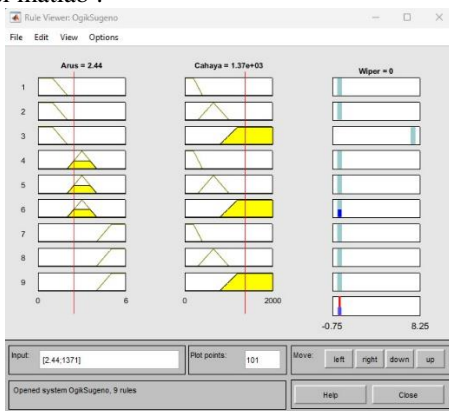 Rule Viewer: OgikSugeno
File Edit View Options
Arus = 2.44 Cahaya = 1.37e+03 Wiper = 0
1
2
3
4
5
6
7
8
9
0 6 0 2000
-0.75 8.25
Input: [2.44;1371] Plot points: 101 Move: left right down up
Opened system OgikSugeno, 9 rules Help Close